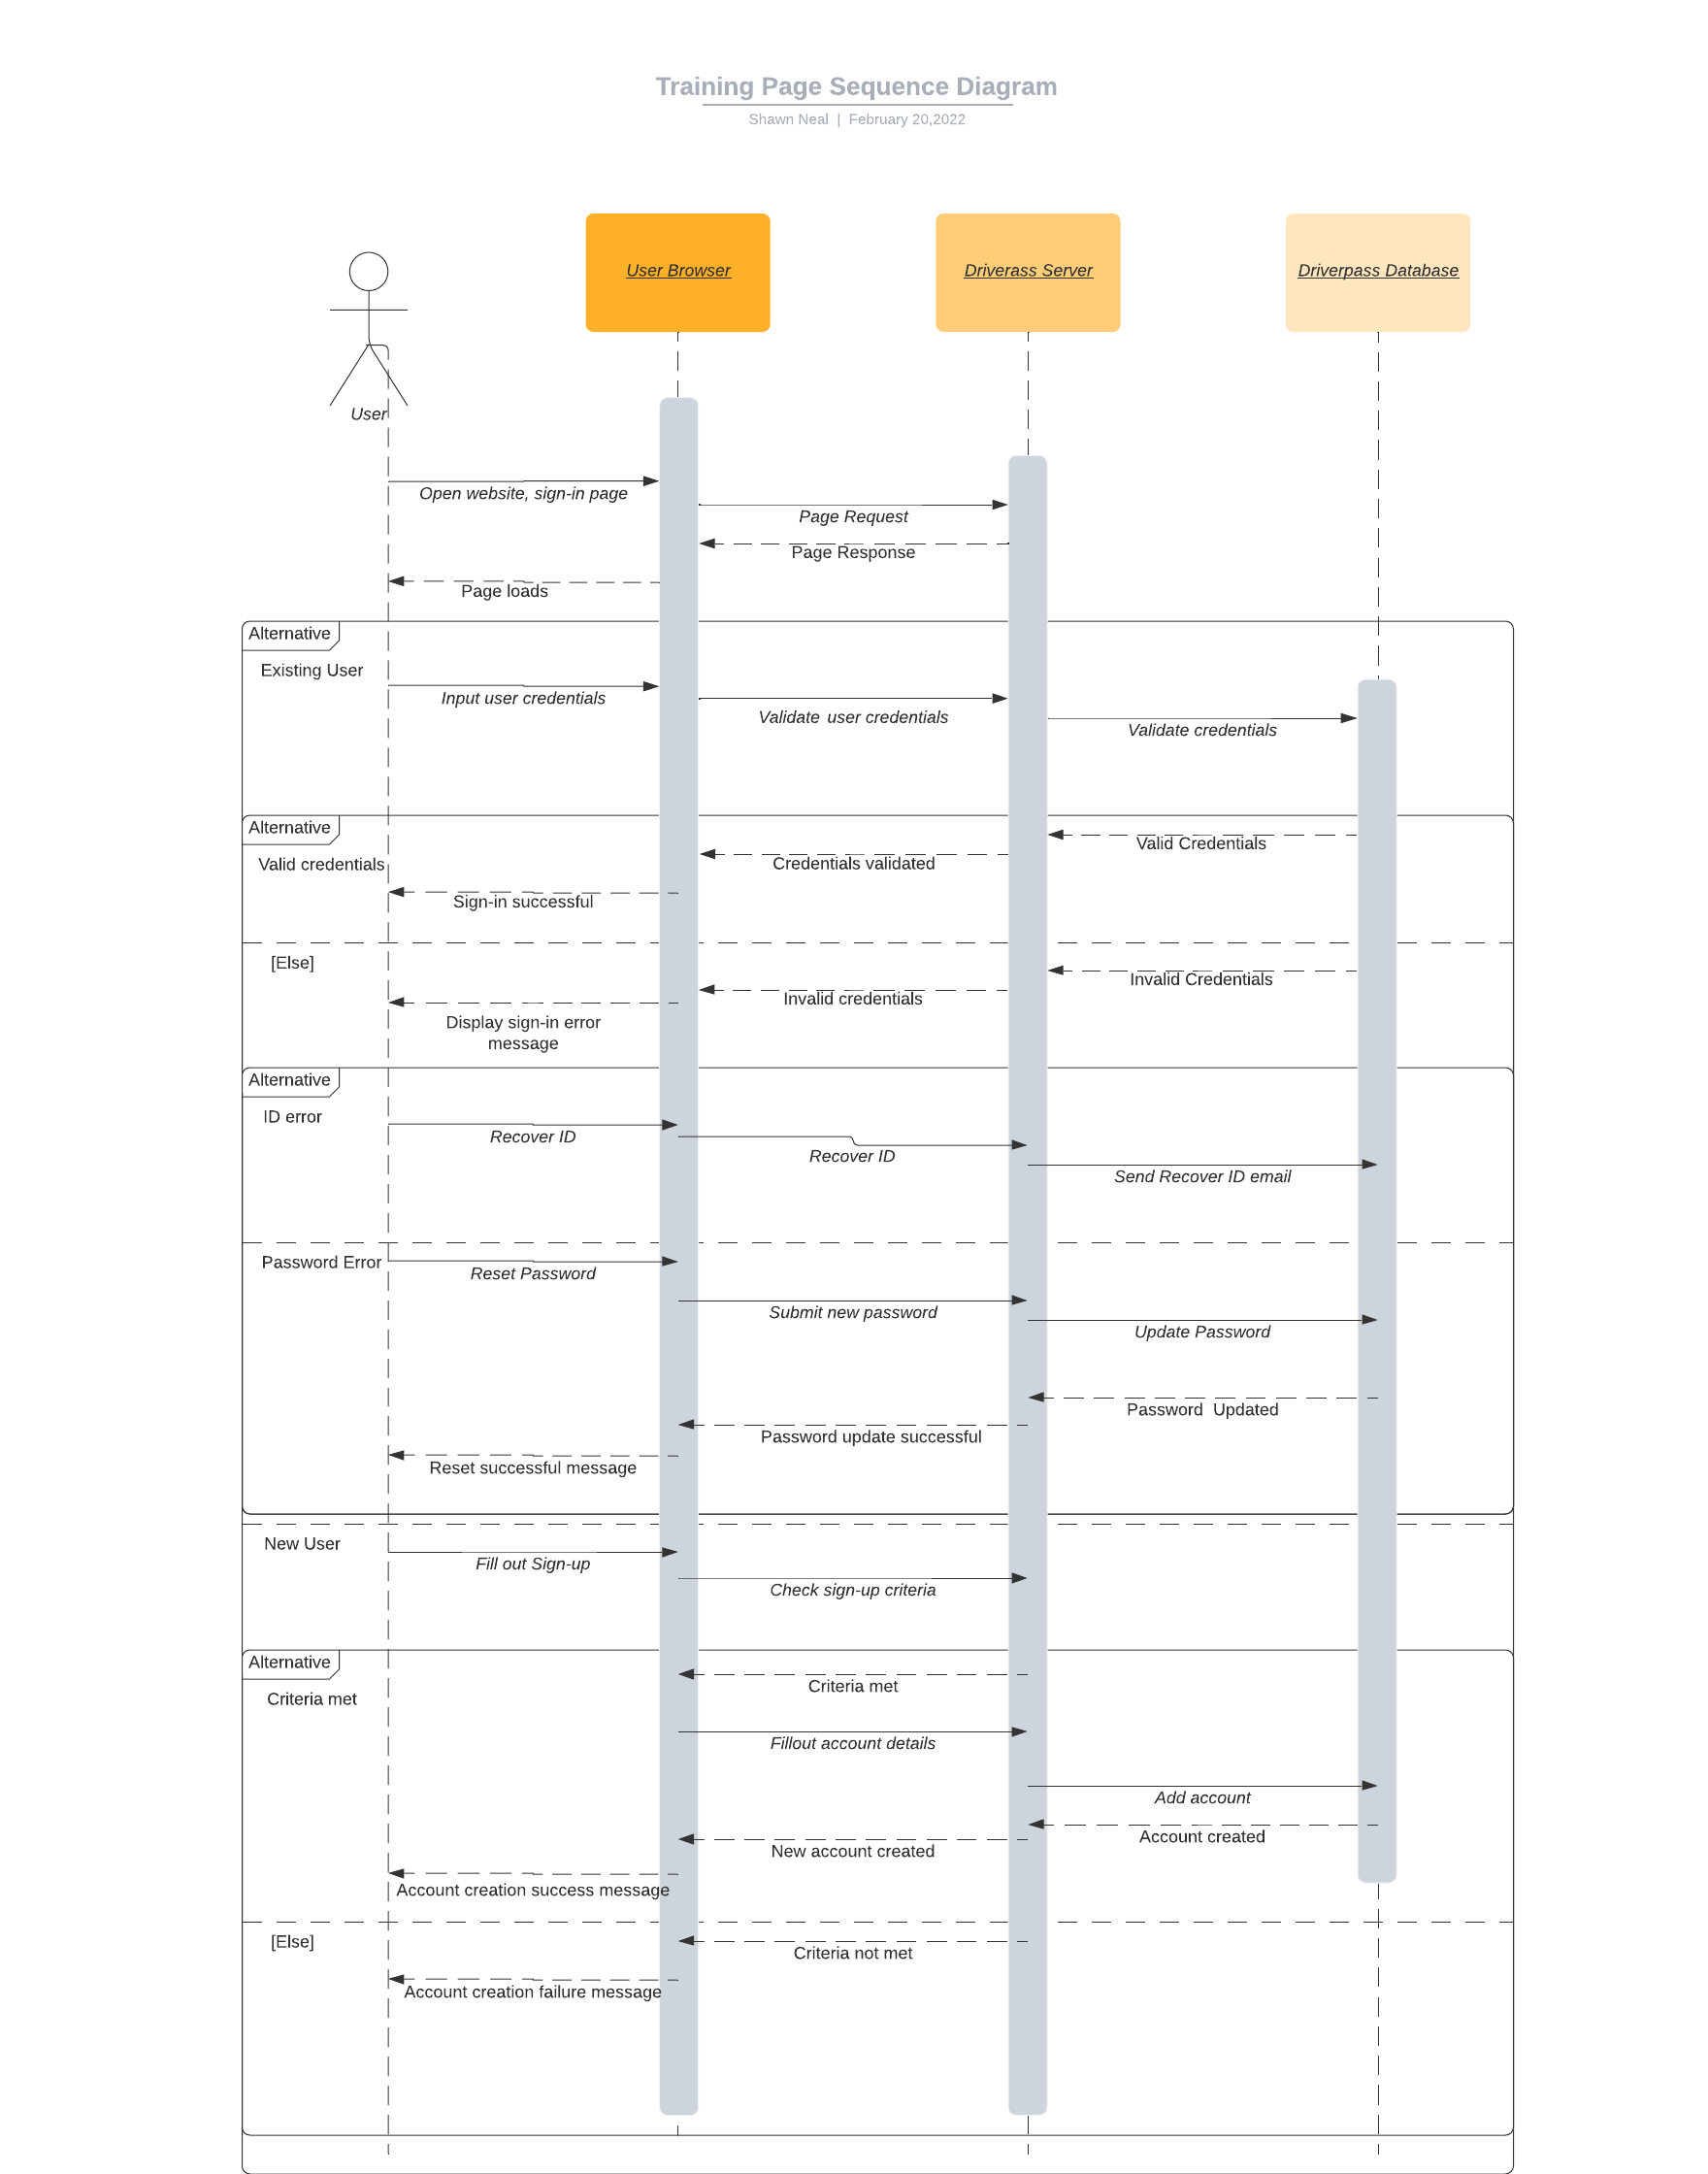 Training Page Sequence Diagram
Shawn Neal | February 20,2022
User Browser
Driverass Server
Driverpass Database
User
Open website, sign-in page
Page Request
Page Response
Page loads
Alternative
Existing User
Input user credentials
Validate user credentials
Validate credentials
Alternative
Valid Credentials
Credentials validated
Valid credentials
Sign-in successful
[Else]
Invalid Credentials
Invalid credentials
Display sign-in error
message
Alternative
ID error
Recover ID
Recover ID
Send Recover ID email
Password Error
Reset Password
Submit new password
Update Password
Password Updated
Password update successful
Reset successful message
New User
Fill out Sign-up
Check sign-up criteria
Alternative
Criteria met
Criteria met
Fillout account details
Add account
Account created
New account created
Account creation success message
[Else]
Criteria not met
Account creation failure message